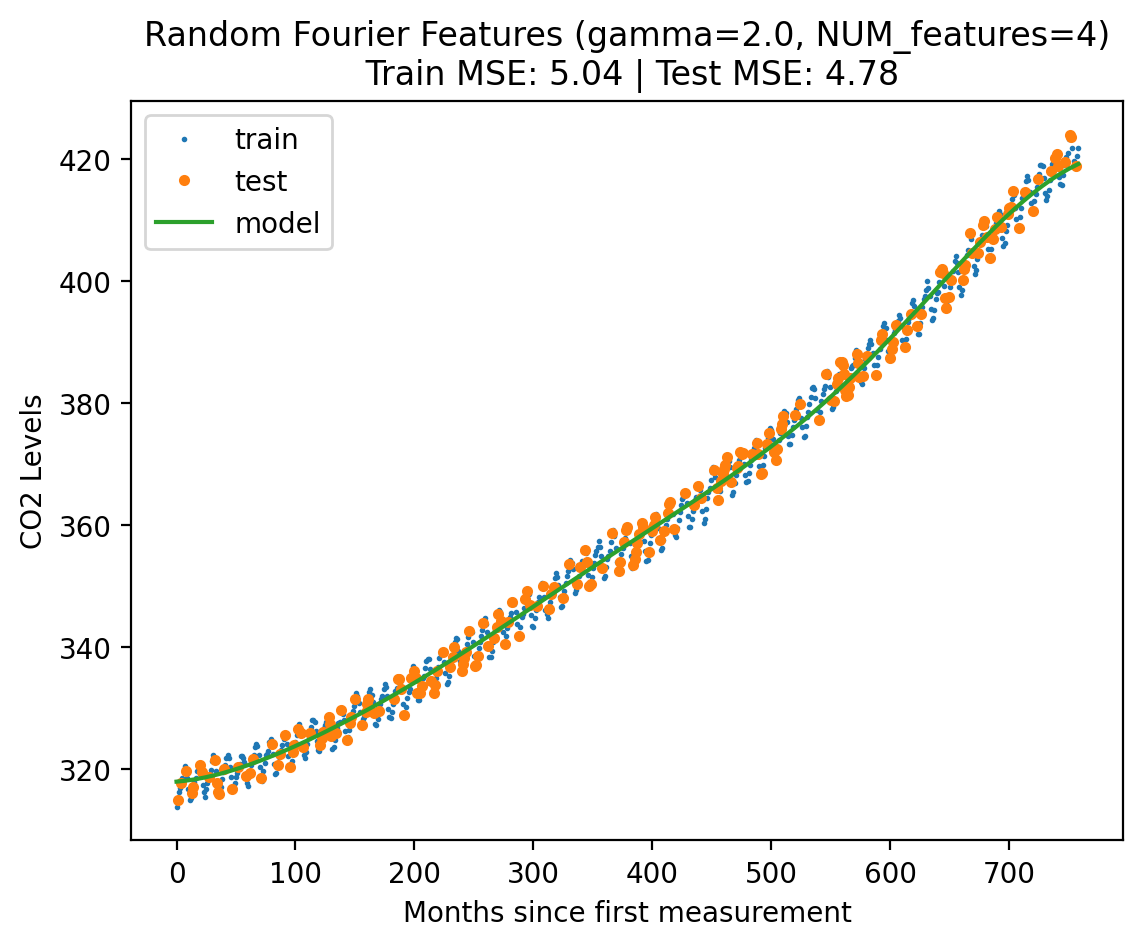 Random Fourier Features (gamma=2.0, NUM_features=4)
Train MSE: 5.04 | Test MSE: 4.78
train
test
model
420
400
380
360
340
320
CO2 Levels
0 100 200 300 400 500 600 700
Months since first measurement